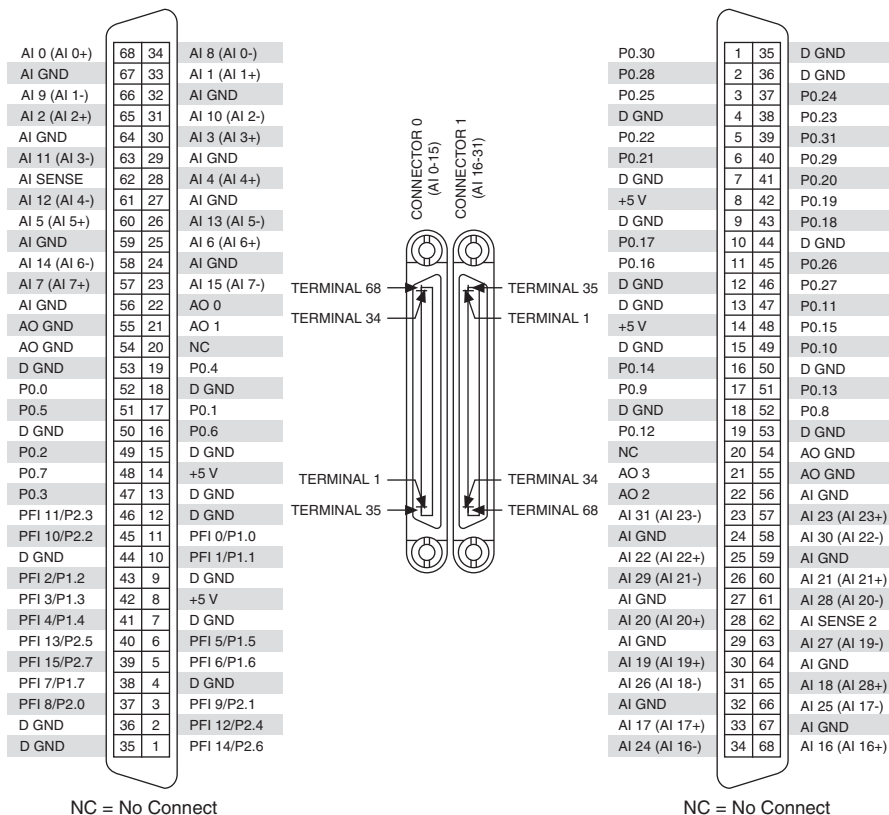 AI 0 (AI 0+) 68 34 AI 8 (AI 0-)
AI GND 67 33 AI 1 (AI 1+)
AI 9 (AI 1-) 66 32 AI GND
AI 2 (AI 2+) 65 31 AI 10 (AI 2-)
AI GND 64 30 AI 3 (AI 3+)
AI 11 (AI 3-) 63 29 AI GND
AI SENSE 62 28 AI 4 (AI 4+)
AI 12 (AI 4-) 61 27 AI GND
AI 5 (AI 5+) 60 26 AI 13 (AI 5-)
AI GND 59 25 AI 6 (AI 6+)
AI 14 (AI 6-) 58 24 AI GND
AI 7 (AI 7+) 57 23 AI 15 (AI 7-)
AI GND 56 22 AO 0
AO GND 55 21 AO 1
AO GND 54 20 NC
D GND 53 19 P0.4
P0.0 52 18 D GND
P0.5 51 17 P0.1
D GND 50 16 P0.6
P0.2 49 15 D GND
P0.7 48 14 +5 V
P0.3 47 13 D GND
PFI 11/P2.3 46 12 D GND
PFI 10/P2.2 45 11 PFI 0/P1.0
D GND 44 10 PFI 1/P1.1
PFI 2/P1.2 43 9 D GND
PFI 3/P1.3 42 8 +5 V
PFI 4/P1.4 41 7 D GND
PFI 13/P2.5 40 6 PFI 5/P1.5
PFI 15/P2.7 39 5 PFI 6/P1.6
PFI 7/P1.7 38 4 D GND
PFI 8/P2.0 37 3 PFI 9/P2.1
D GND 36 2 PFI 12/P2.4
D GND 35 1 PFI 14/P2.6
NC = No Connect
CONNECTOR 0
(AI 0-15)
CONNECTOR 1
(AI 16-31)
TERMINAL 68
TERMINAL 34
TERMINAL 35
TERMINAL 1
TERMINAL 1
TERMINAL 35
TERMINAL 34
TERMINAL 68
P0.30 1 35 D GND
P0.28 2 36 D GND
P0.25 3 37 P0.24
D GND 4 38 P0.23
P0.22 5 39 P0.31
P0.21 6 40 P0.29
D GND 7 41 P0.20
+5 V 8 42 P0.19
D GND 9 43 P0.18
P0.17 10 44 D GND
P0.16 11 45 P0.26
D GND 12 46 P0.27
D GND 13 47 P0.11
+5 V 14 48 P0.15
D GND 15 49 P0.10
P0.14 16 50 D GND
P0.9 17 51 P0.13
D GND 18 52 P0.8
P0.12 19 53 D GND
NC 20 54 AO GND
AO 3 21 55 AO GND
AO 2 22 56 AI GND
AI 31 (AI 23-) 23 57 AI 23 (AI 23+)
AI GND 24 58 AI 30 (AI 22-)
AI 22 (AI 22+) 25 59 AI GND
AI 29 (AI 21-) 26 60 AI 21 (AI 21+)
AI GND 27 61 AI 28 (AI 20-)
AI 20 (AI 20+) 28 62 AI SENSE 2
AI GND 29 63 AI 27 (AI 19-)
AI 19 (AI 19+) 30 64 AI GND
AI 26 (AI 18-) 31 65 AI 18 (AI 28+)
AI GND 32 66 AI 25 (AI 17-)
AI 17 (AI 17+) 33 67 AI GND
AI 24 (AI 16-) 34 68 AI 16 (AI 16+)
NC = No Connect